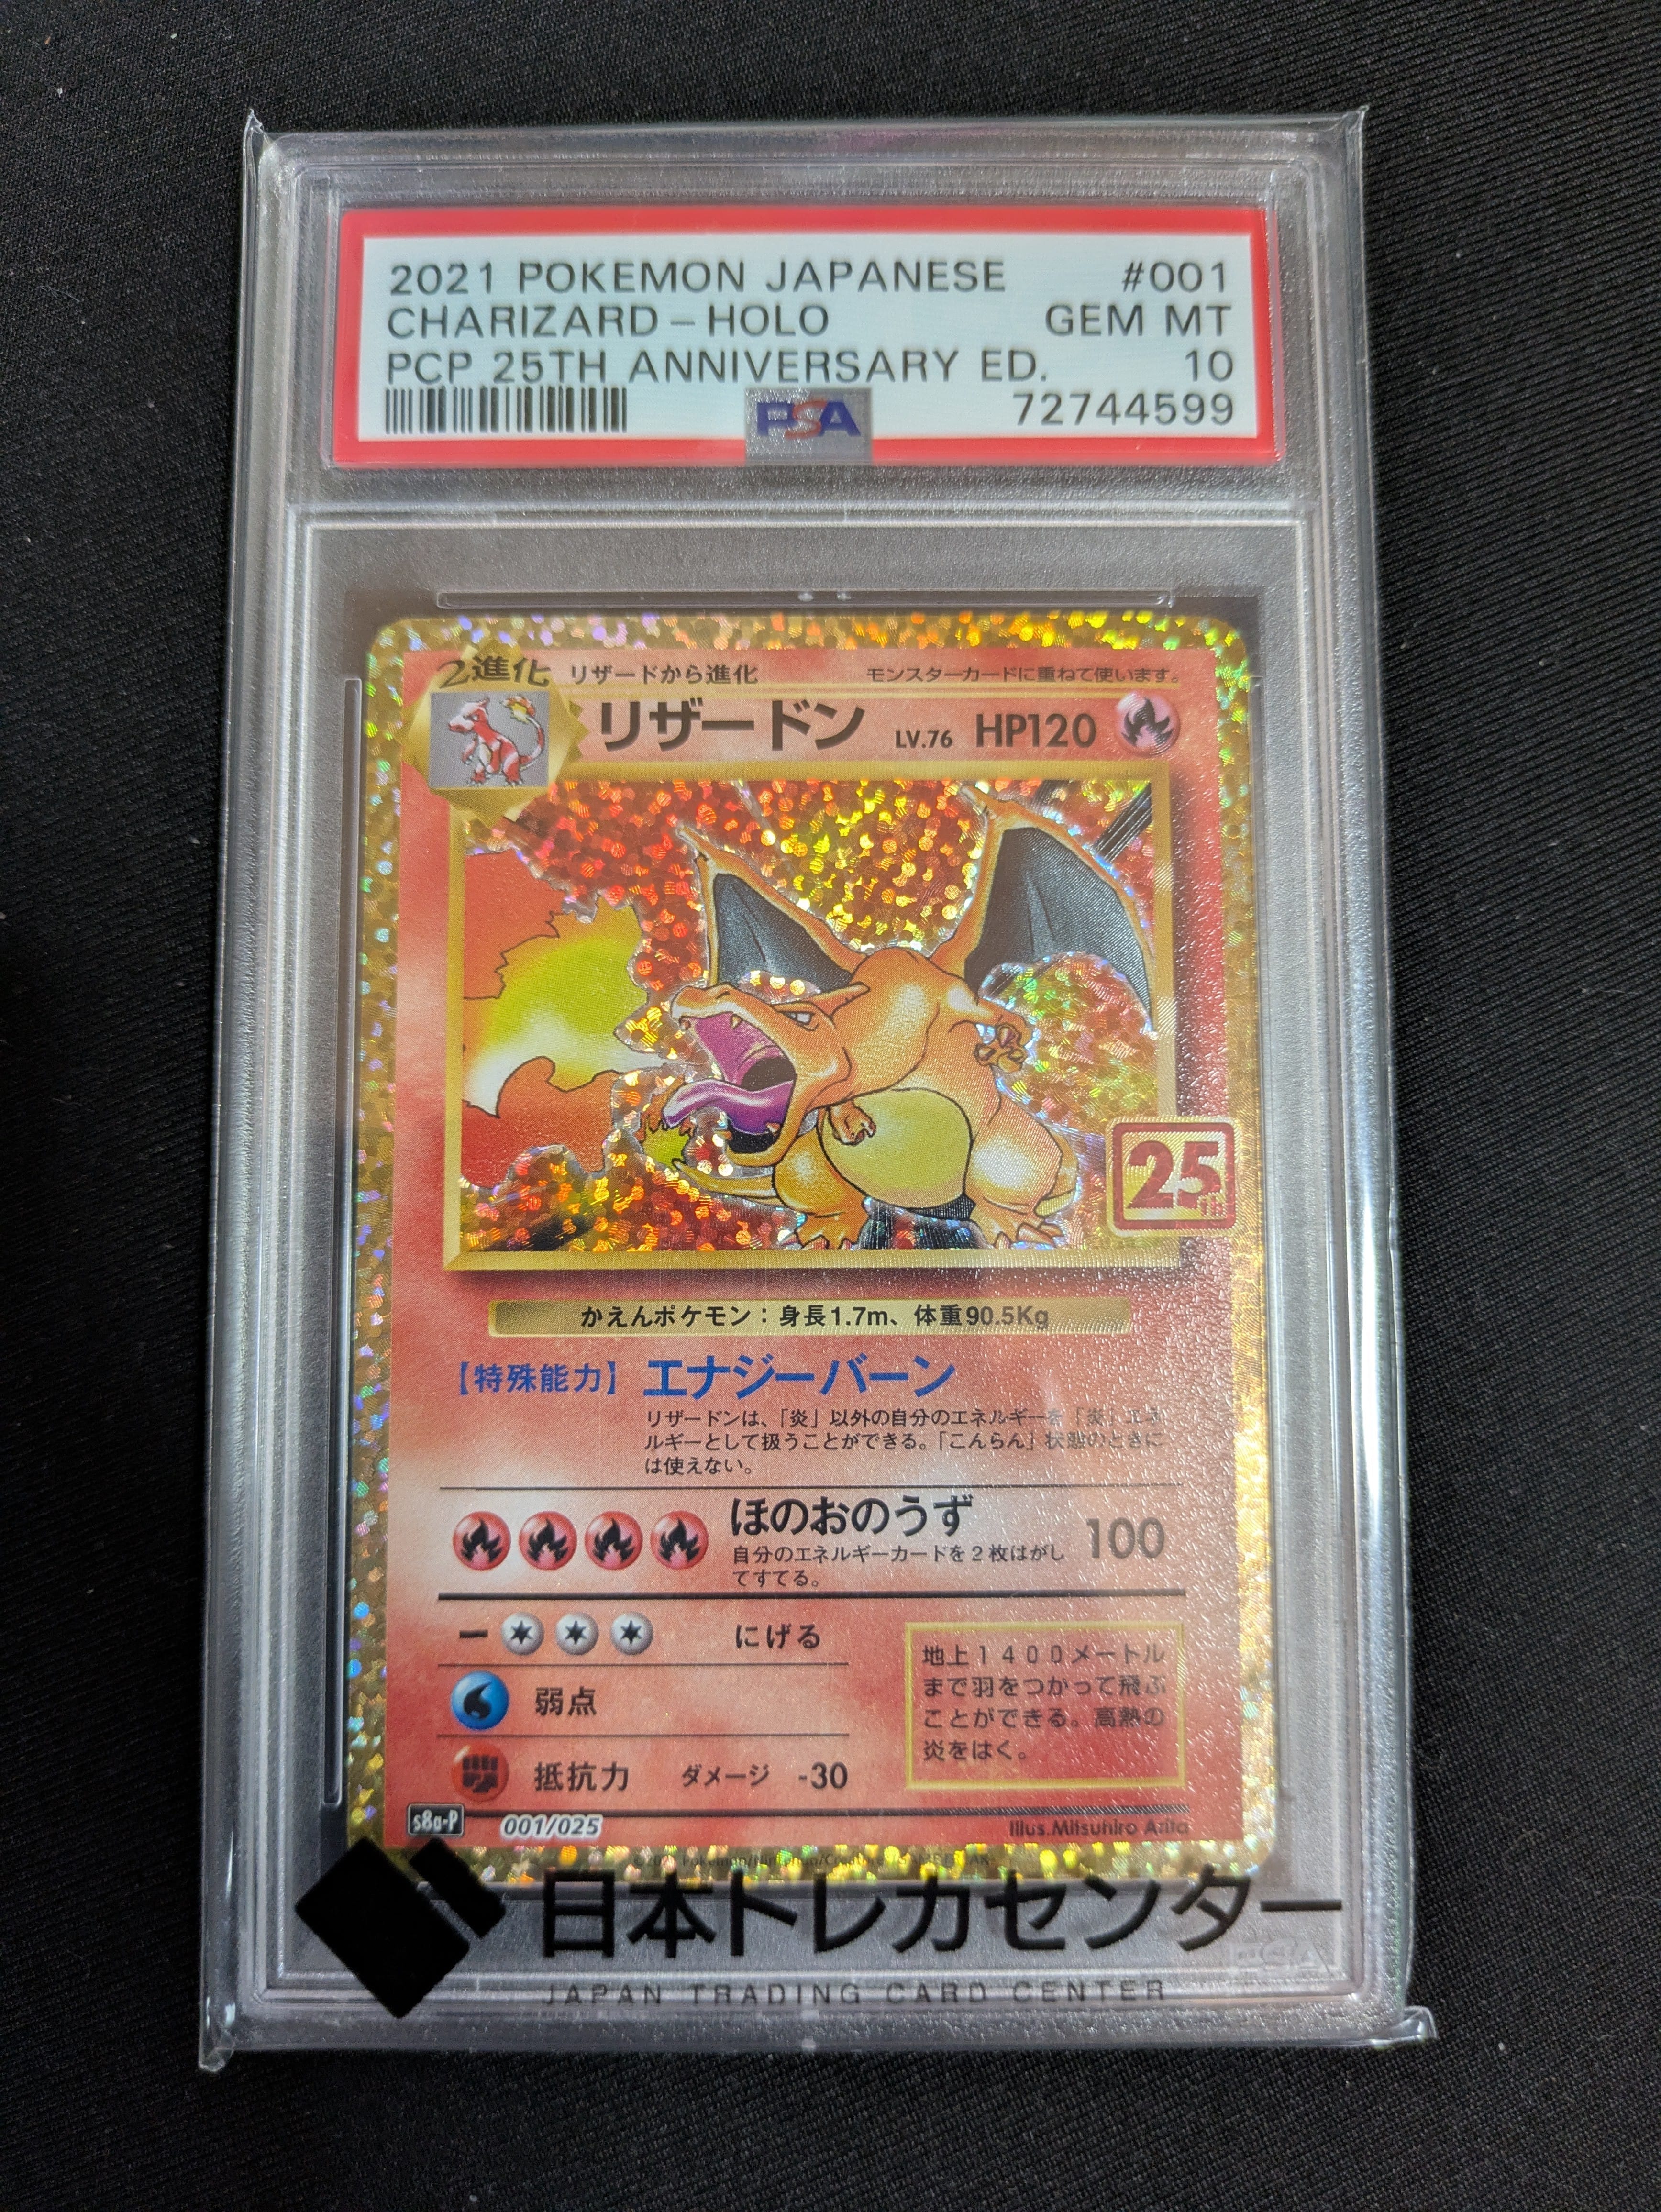 2021 POKEMON JAPANESE #001
CHARIZARD-HOLO GEM MT
PCP 25TH ANNIVERSARY ED. 10
PSA 72744599
2進化 リザードから進化 モンスターカードに重ねて使います。
リザードン LV.76 HP120
25TH
かえんポケモン：身長1.7m、体重90.5Kg
【特殊能力】エナジーバーン
リザードンは、「炎」以外の自分のエネルギーを「炎」エネ
ルギーとして扱うことができる。「こんらん」状態のときに
は使えない。
ほのおのうず 100
自分のエネルギーカードを2枚はがし
てすてる。
ー にげる
弱点
抵抗力 ダメージ -30
地上1400メートル
まで羽をつかって飛ぶ
ことができる。高熱の
炎をはく。
s8a-P 001/025 Illus.Mitsuhiro Arita
日本トレカセンター
JAPAN TRADING CARD CENTER